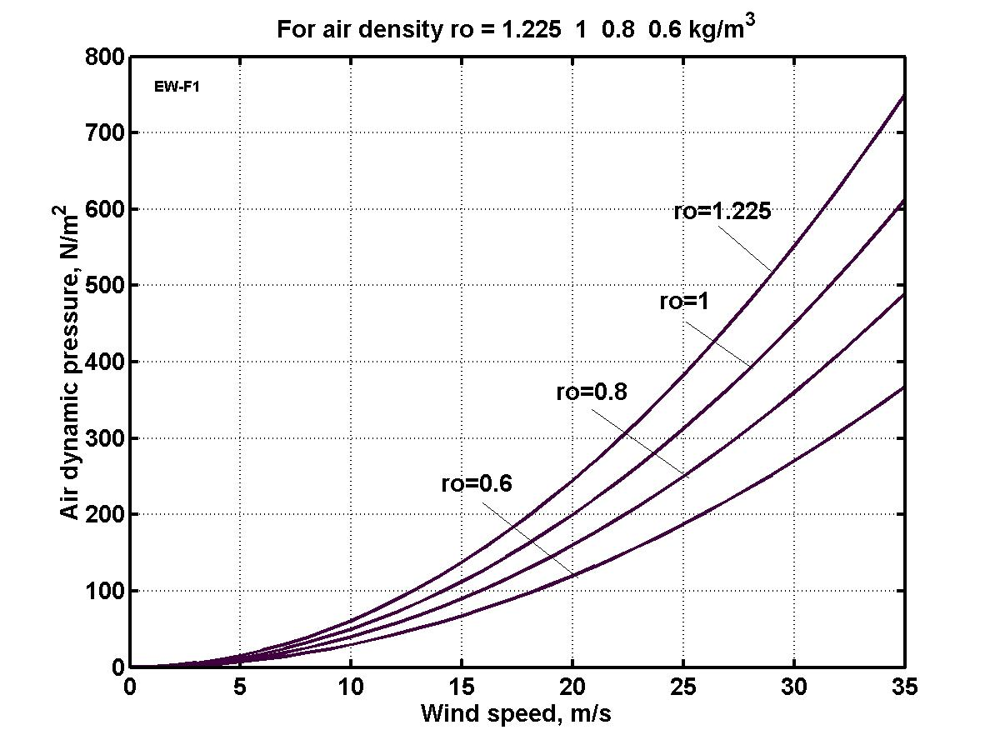 For air density ro = 1.225 1 0.8 0.6 kg/m³
800
EW-F1
700
600
ro=1.225
500
ro=1
400
ro=0.8
300
ro=0.6
200
100
0
Air dynamic pressure, N/m²
0 5 10 15 20 25 30 35
Wind speed, m/s